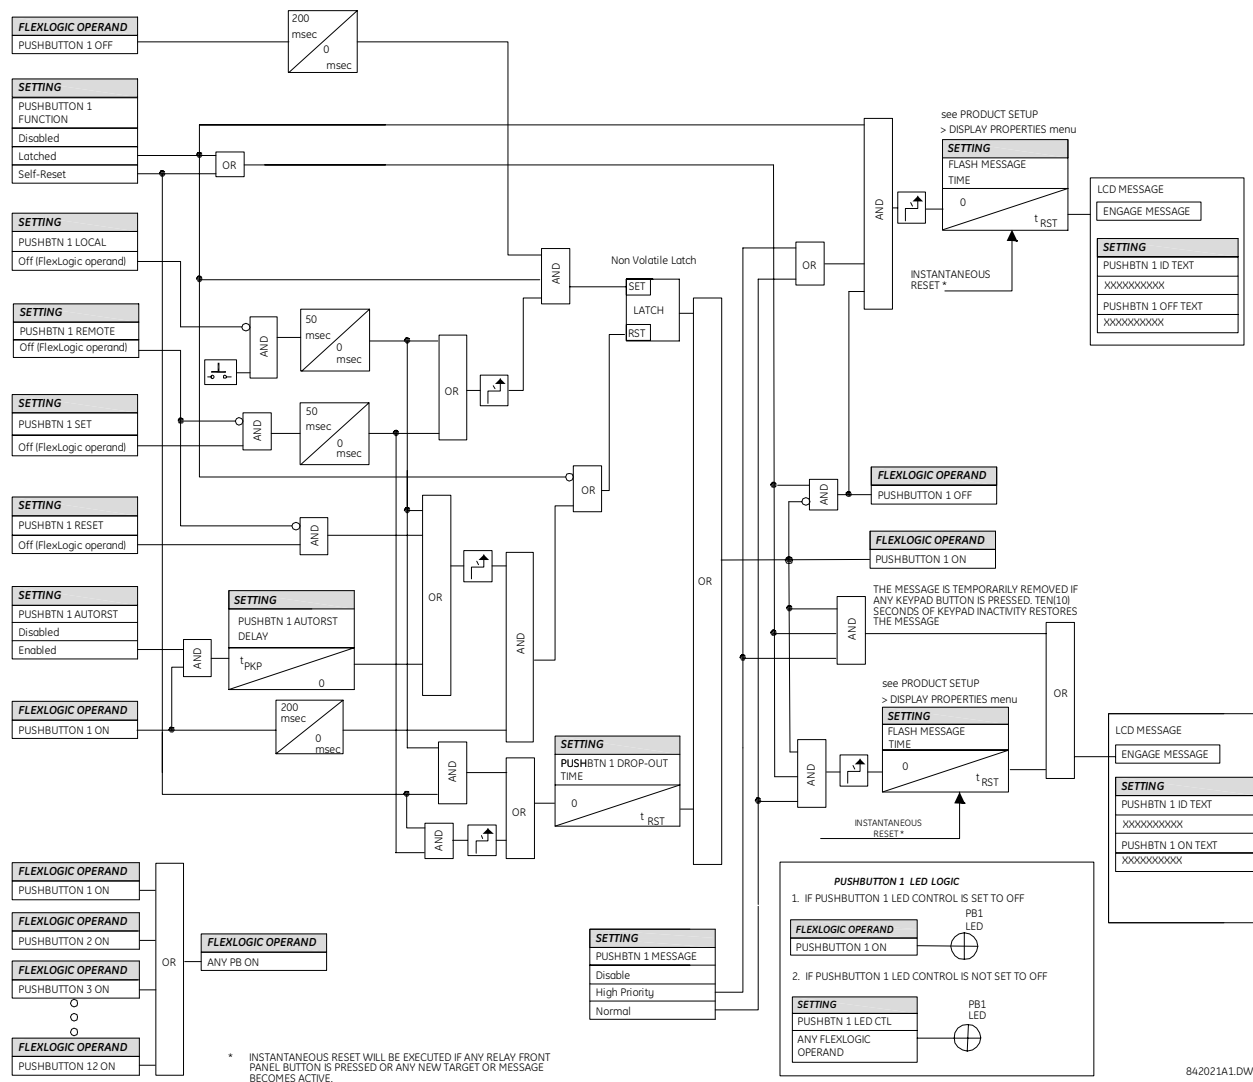 FLEXLOGIC OPERAND
PUSHBUTTON 1 OFF
200
msec
0
msec
SETTING
PUSHBUTTON 1
FUNCTION
Disabled
Latched
Self-Reset
OR
SETTING
PUSHBTN 1 LOCAL
Off (FlexLogic operand)
SETTING
PUSHBTN 1 REMOTE
Off (FlexLogic operand)
AND
50
msec
0
msec
SETTING
PUSHBTN 1 SET
Off (FlexLogic operand)
AND
50
msec
0
msec
OR
AND
Non Volatile Latch
SET
LATCH
RST
OR
SETTING
PUSHBTN 1 RESET
Off (FlexLogic operand)
AND
SETTING
PUSHBTN 1 AUTORST
Disabled
Enabled
AND
SETTING
PUSHBTN 1 AUTORST
DELAY
tPKP
0
OR
AND
FLEXLOGIC OPERAND
PUSHBUTTON 1 ON
200
msec
0
msec
AND
AND
OR
SETTING
PUSHBTN 1 DROP-OUT
TIME
0
tRST
OR
see PRODUCT SETUP
> DISPLAY PROPERTIES menu
SETTING
FLASH MESSAGE
TIME
0
tRST
AND
OR
INSTANTANEOUS
RESET *
LCD MESSAGE
ENGAGE MESSAGE
SETTING
PUSHBTN 1 ID TEXT
XXXXXXXXXX
PUSHBTN 1 OFF TEXT
XXXXXXXXXX
AND
FLEXLOGIC OPERAND
PUSHBUTTON 1 OFF
FLEXLOGIC OPERAND
PUSHBUTTON 1 ON
THE MESSAGE IS TEMPORARILY REMOVED IF
ANY KEYPAD BUTTON IS PRESSED. TEN(10)
SECONDS OF KEYPAD INACTIVITY RESTORES
THE MESSAGE
AND
OR
see PRODUCT SETUP
> DISPLAY PROPERTIES menu
SETTING
FLASH MESSAGE
TIME
0
tRST
AND
INSTANTANEOUS
RESET *
LCD MESSAGE
ENGAGE MESSAGE
SETTING
PUSHBTN 1 ID TEXT
XXXXXXXXXX
PUSHBTN 1 ON TEXT
XXXXXXXXXX
FLEXLOGIC OPERAND
PUSHBUTTON 1 ON
FLEXLOGIC OPERAND
PUSHBUTTON 2 ON
FLEXLOGIC OPERAND
PUSHBUTTON 3 ON
FLEXLOGIC OPERAND
PUSHBUTTON 12 ON
OR
FLEXLOGIC OPERAND
ANY PB ON
SETTING
PUSHBTN 1 MESSAGE
Disable
High Priority
Normal
PUSHBUTTON 1 LED LOGIC
1. IF PUSHBUTTON 1 LED CONTROL IS SET TO OFF
PB1
LED
FLEXLOGIC OPERAND
PUSHBUTTON 1 ON
2. IF PUSHBUTTON 1 LED CONTROL IS NOT SET TO OFF
PB1
LED
SETTING
PUSHBTN 1 LED CTL
ANY FLEXLOGIC
OPERAND
* INSTANTANEOUS RESET WILL BE EXECUTED IF ANY RELAY FRONT
PANEL BUTTON IS PRESSED OR ANY NEW TARGET OR MESSAGE
BECOMES ACTIVE.
842021A1.DW